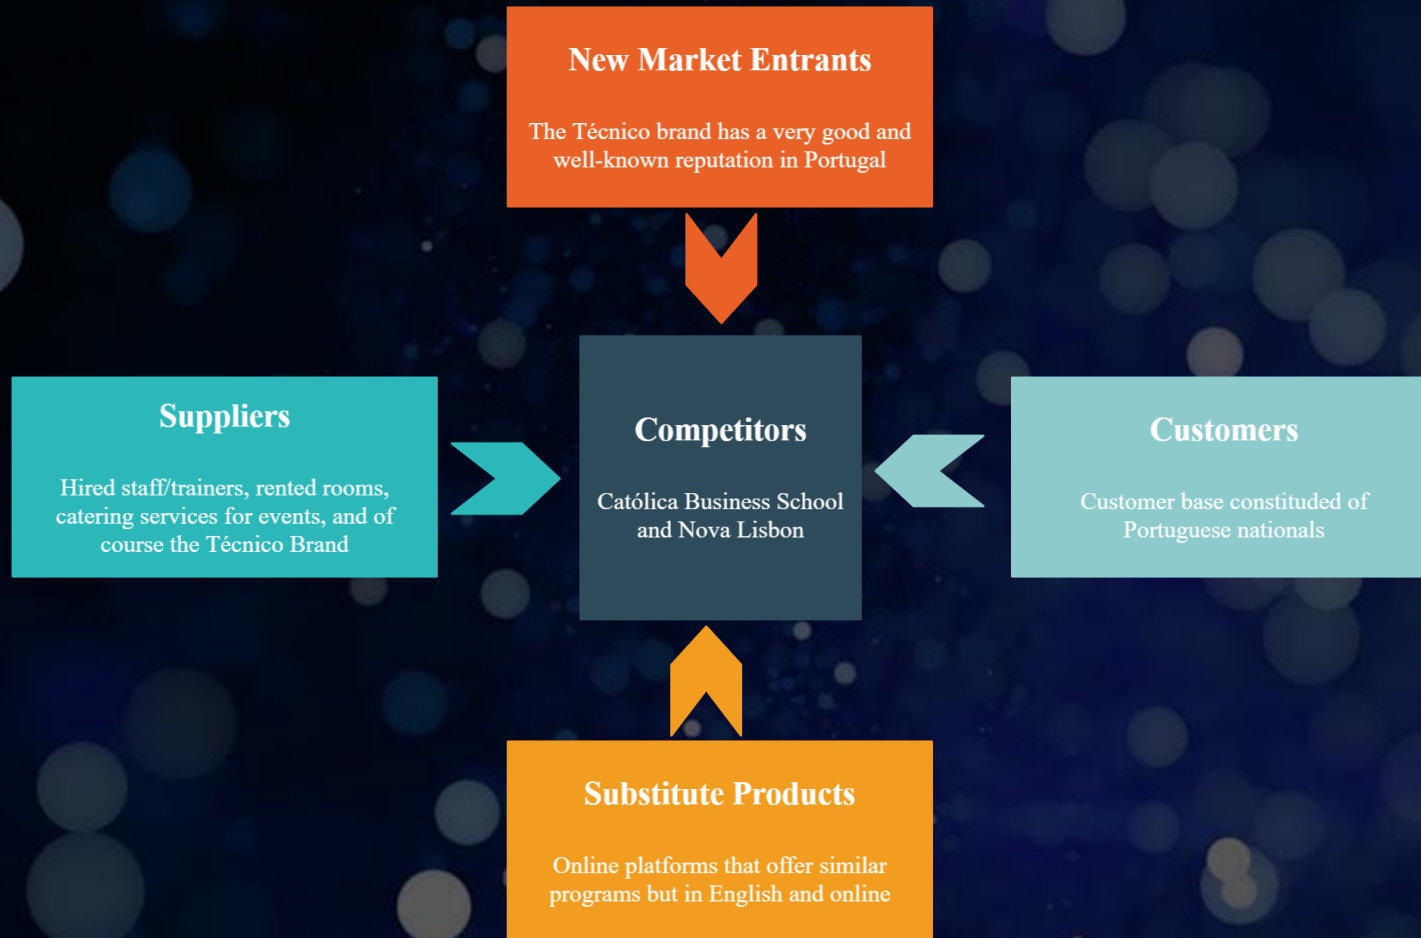 New Market Entrants
The Técnico brand has a very good and
well-known reputation in Portugal
Suppliers
Hired staff/trainers, rented rooms,
catering services for events, and of
course the Técnico Brand
Competitors
Católica Business School
and Nova Lisbon
Customers
Customer base constituded of
Portuguese nationals
Substitute Products
Online platforms that offer similar
programs but in English and online